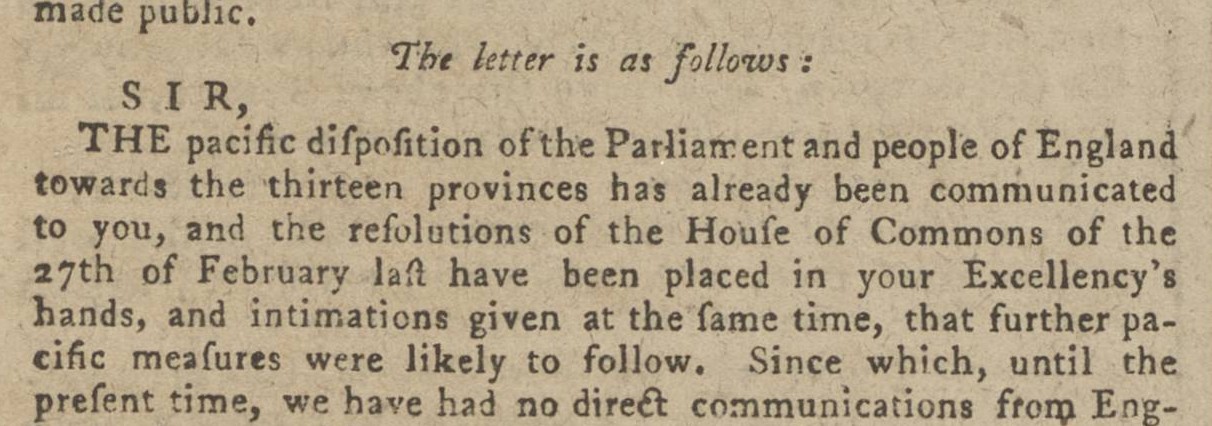 made public.
The letter is as follows:
S I R,
THE pacific diſpoſition of the Parliament and people of England
towards the thirteen provinces has already been communicated
to you, and the reſolutions of the Houſe of Commons of the
27th of February laſt have been placed in your Excellency's
hands, and intimations given at the ſame time, that further pa-
cific meaſures were likely to follow. Since which, until the
preſent time, we have had no direct communications from Eng-